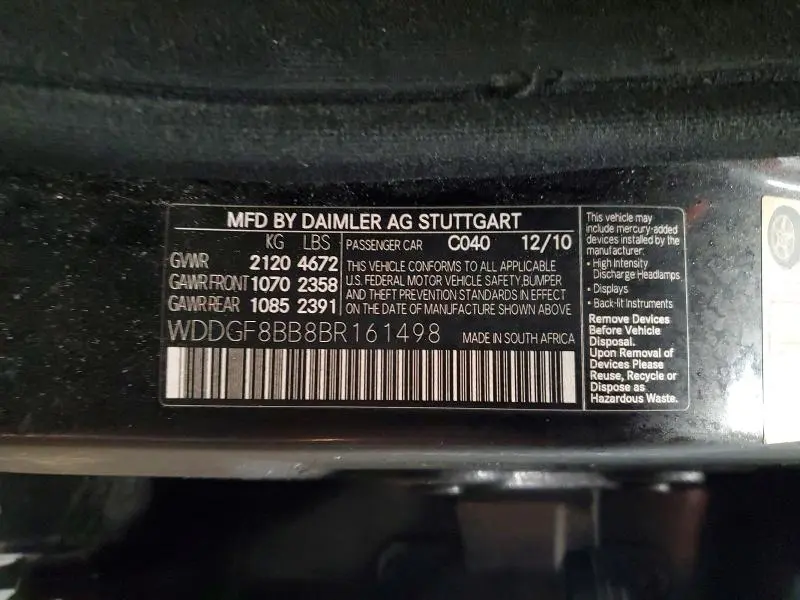 MFD BY DAIMLER AG STUTTGART
KG LBS
GVWR 2120 4672
GAWR FRONT 1070 2358
GAWR REAR 1085 2391
PASSENGER CAR C040 12/10
THIS VEHICLE CONFORMS TO ALL APPLICABLE
U.S. FEDERAL MOTOR VEHICLE SAFETY,BUMPER
AND THEFT PREVENTION STANDARDS IN EFFECT
ON THE DATE OF MANUFACTURE SHOWN ABOVE
WDDGF8BB8BR161498 MADE IN SOUTH AFRICA
This vehicle may
include mercury-added
devices installed by the
manufacturer:
• High Intensity
Discharge Headlamps
• Displays
• Back-lit Instruments
Remove Devices
Before Vehicle
Disposal.
Upon Removal of
Devices Please
Reuse, Recycle or
Dispose as
Hazardous Waste.